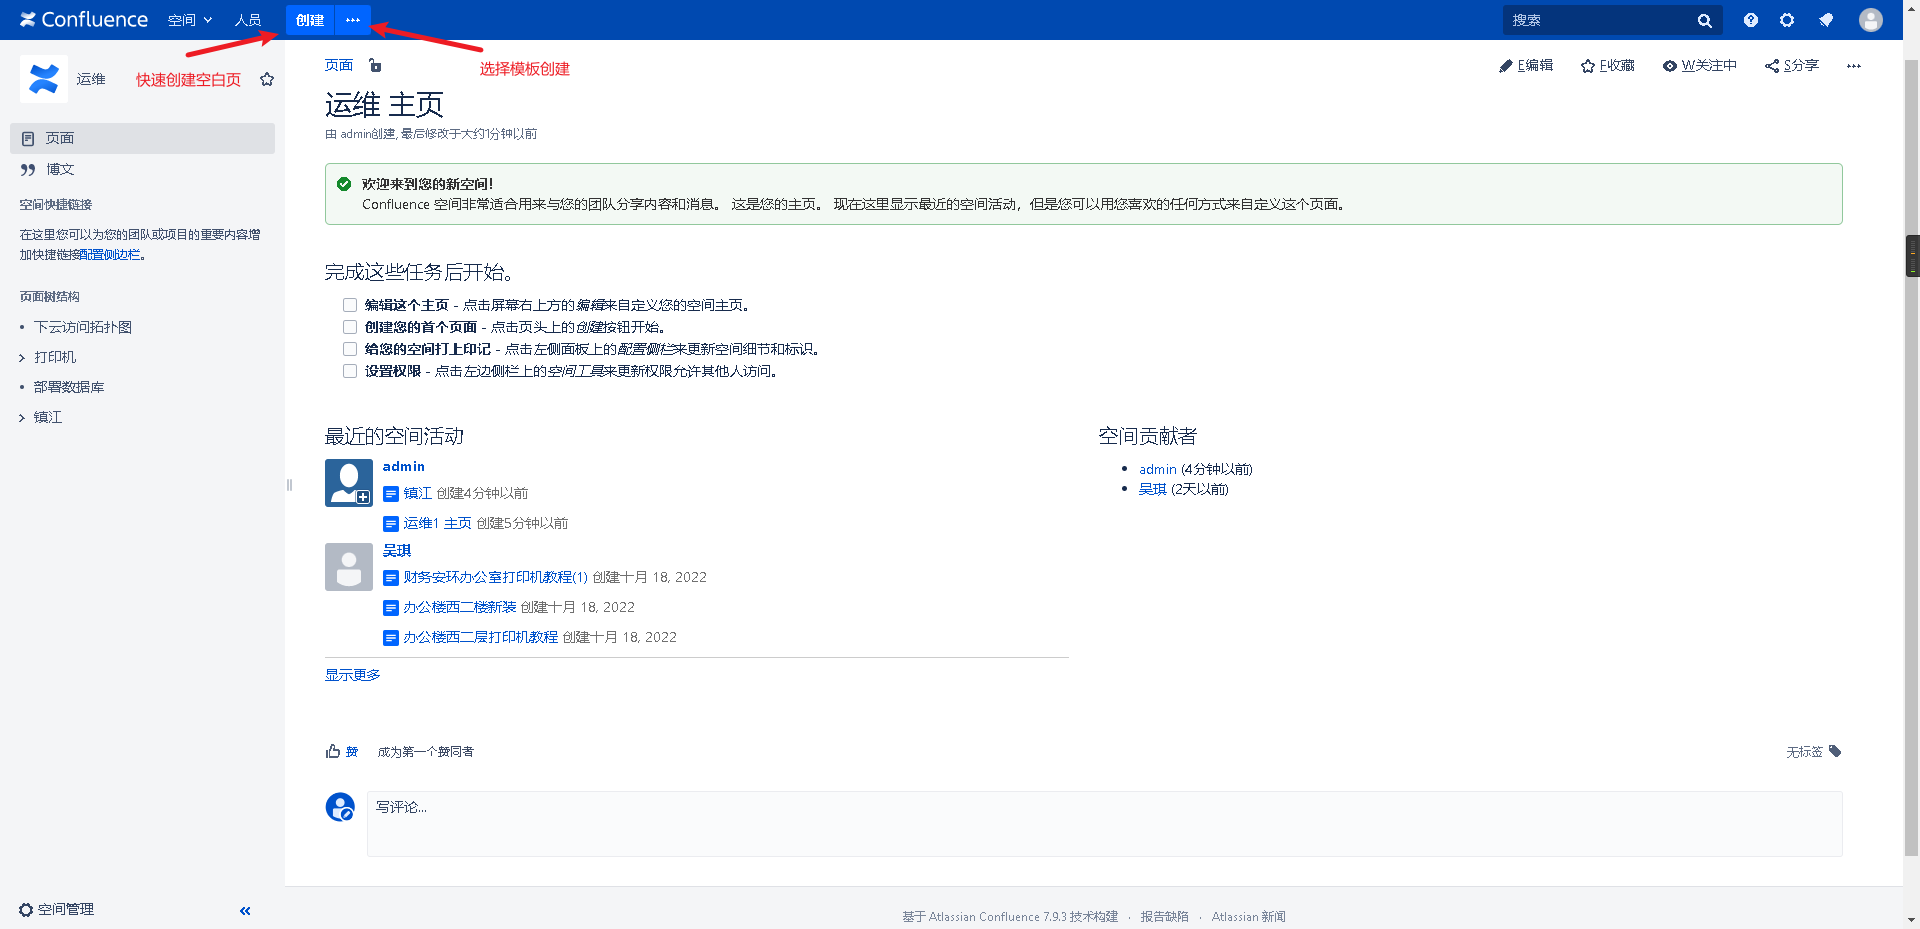 Confluence 空间 人员 创建 ··· 搜索
快速创建空白页
选择模板创建
运维
页面
博文
空间快捷链接
在这里您可以为您的团队或项目的重要内容增
加快捷链接配置侧边栏。
页面树结构
下云访问拓扑图
打印机
部署数据库
镇江
空间管理
页面
E编辑 F收藏 W关注中 S分享 ···
运维 主页
由 admin创建, 最后修改于大约1分钟以前
欢迎来到您的新空间!
Confluence 空间非常适合用来与您的团队分享内容和消息。 这是您的主页。 现在这里显示最近的空间活动，但是您可以用您喜欢的任何方式来自定义这个页面。
完成这些任务后开始。
编辑这个主页 - 点击屏幕右上方的编辑来自定义您的空间主页。
创建您的首个页面 - 点击页头上的创建按钮开始。
给您的空间打上印记 - 点击左侧面板上的配置侧栏来更新空间细节和标识。
设置权限 - 点击左边侧栏上的空间工具来更新权限允许其他人访问。
最近的空间活动
admin
镇江 创建4分钟以前
运维1 主页 创建5分钟以前
吴琪
财务安环办公室打印机教程(1) 创建十月 18, 2022
办公楼西二楼新装 创建十月 18, 2022
办公楼西二层打印机教程 创建十月 18, 2022
显示更多
空间贡献者
admin (4分钟以前)
吴琪 (2天以前)
赞 成为第一个赞同者
无标签
写评论...
基于 Atlassian Confluence 7.9.3 技术构建 · 报告缺陷 · Atlassian 新闻